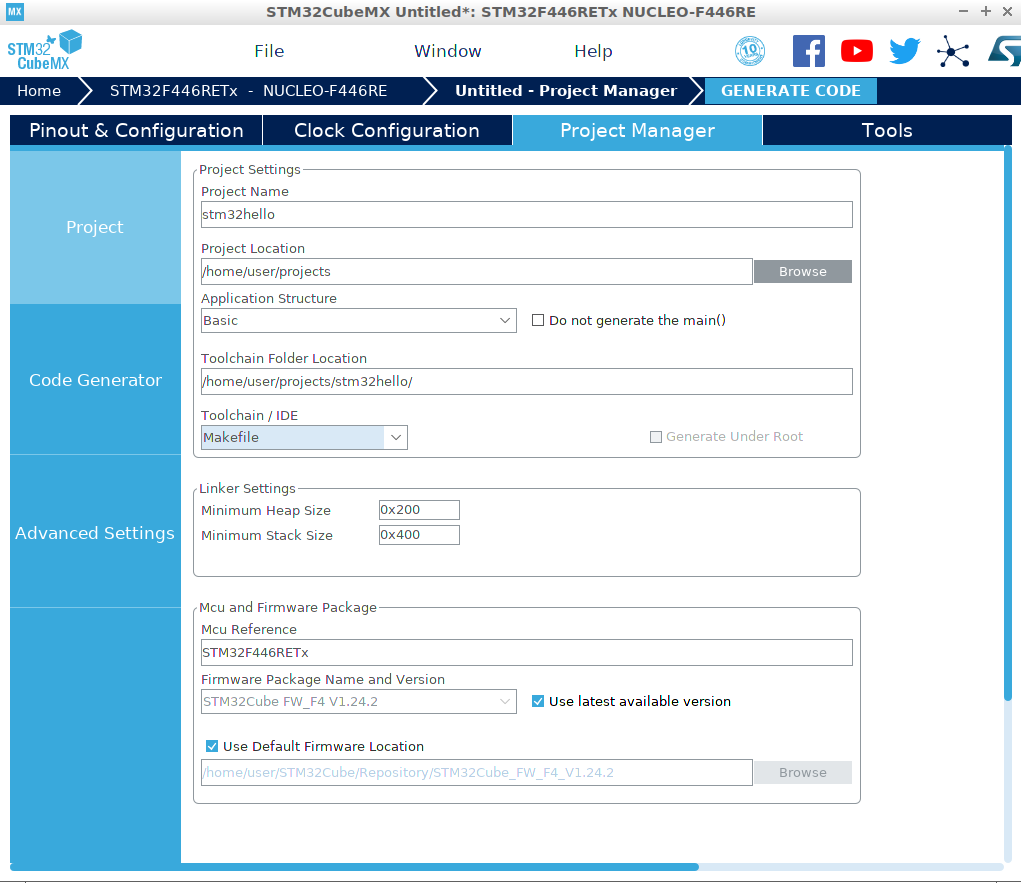 MX
STM32CubeMX Untitled*: STM32F446RETx NUCLEO-F446RE
STM32
CubeMX
File
Window
Help
10
Home
STM32F446RETx - NUCLEO-F446RE
Untitled - Project Manager
GENERATE CODE
Pinout & Configuration
Clock Configuration
Project Manager
Tools
Project
Code Generator
Advanced Settings
Project Settings
Project Name
stm32hello
Project Location
/home/user/projects
Browse
Application Structure
Basic
Do not generate the main()
Toolchain Folder Location
/home/user/projects/stm32hello/
Toolchain / IDE
Makefile
Generate Under Root
Linker Settings
Minimum Heap Size
0x200
Minimum Stack Size
0x400
Mcu and Firmware Package
Mcu Reference
STM32F446RETx
Firmware Package Name and Version
STM32Cube FW_F4 V1.24.2
Use latest available version
Use Default Firmware Location
/home/user/STM32Cube/Repository/STM32Cube_FW_F4_V1.24.2
Browse